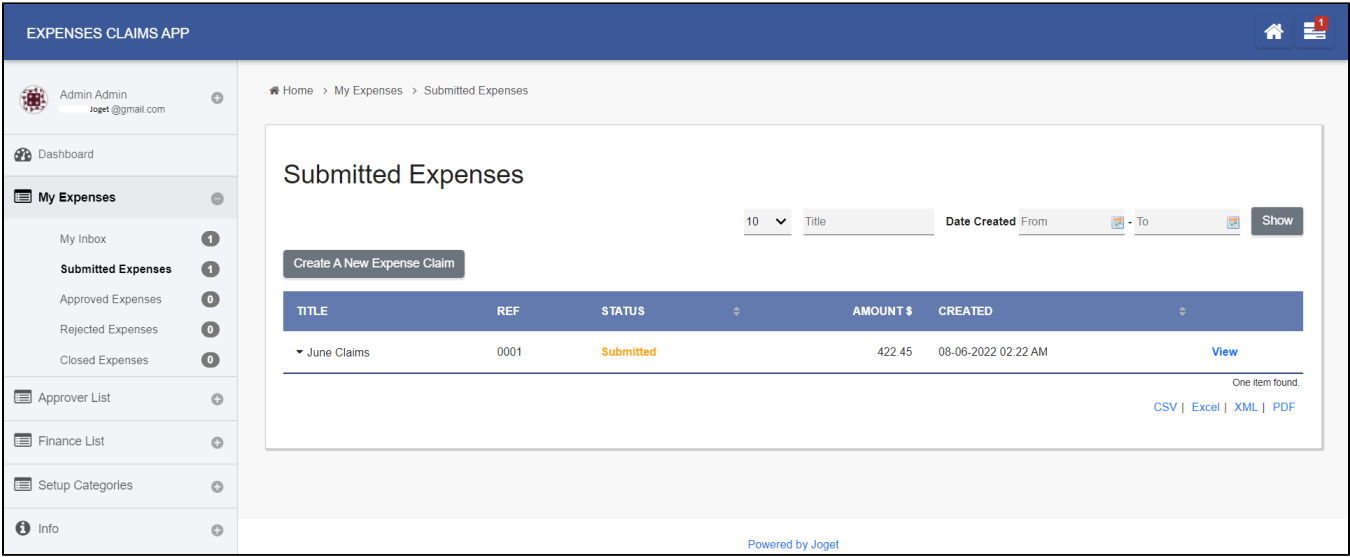 EXPENSES CLAIMS APP
1
Admin Admin
Joget @gmail.com
Dashboard
My Expenses
My Inbox 1
Submitted Expenses 1
Approved Expenses 0
Rejected Expenses 0
Closed Expenses 0
Approver List
Finance List
Setup Categories
Info
Home > My Expenses > Submitted Expenses
Submitted Expenses
10 Title Date Created From - To Show
Create A New Expense Claim
TITLE REF STATUS AMOUNT $ CREATED
June Claims 0001 Submitted 422.45 08-06-2022 02:22 AM View
One item found.
CSV | Excel | XML | PDF
Powered by Joget